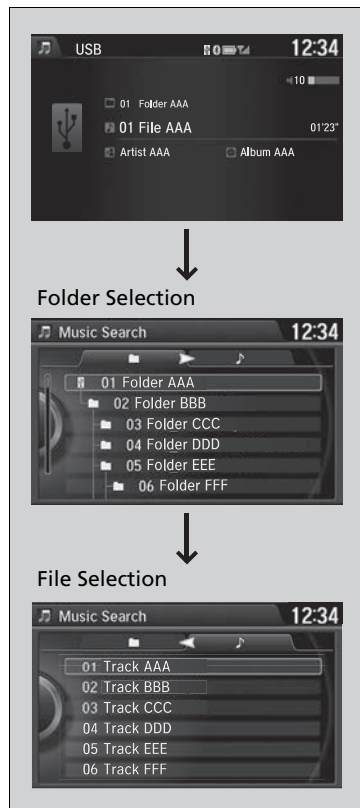 USB 12:34
10
01 Folder AAA
01 File AAA 01'23"
Artist AAA Album AAA
Folder Selection
Music Search 12:34
01 Folder AAA
02 Folder BBB
03 Folder CCC
04 Folder DDD
05 Folder EEE
06 Folder FFF
File Selection
Music Search 12:34
01 Track AAA
02 Track BBB
03 Track CCC
04 Track DDD
05 Track EEE
06 Track FFF